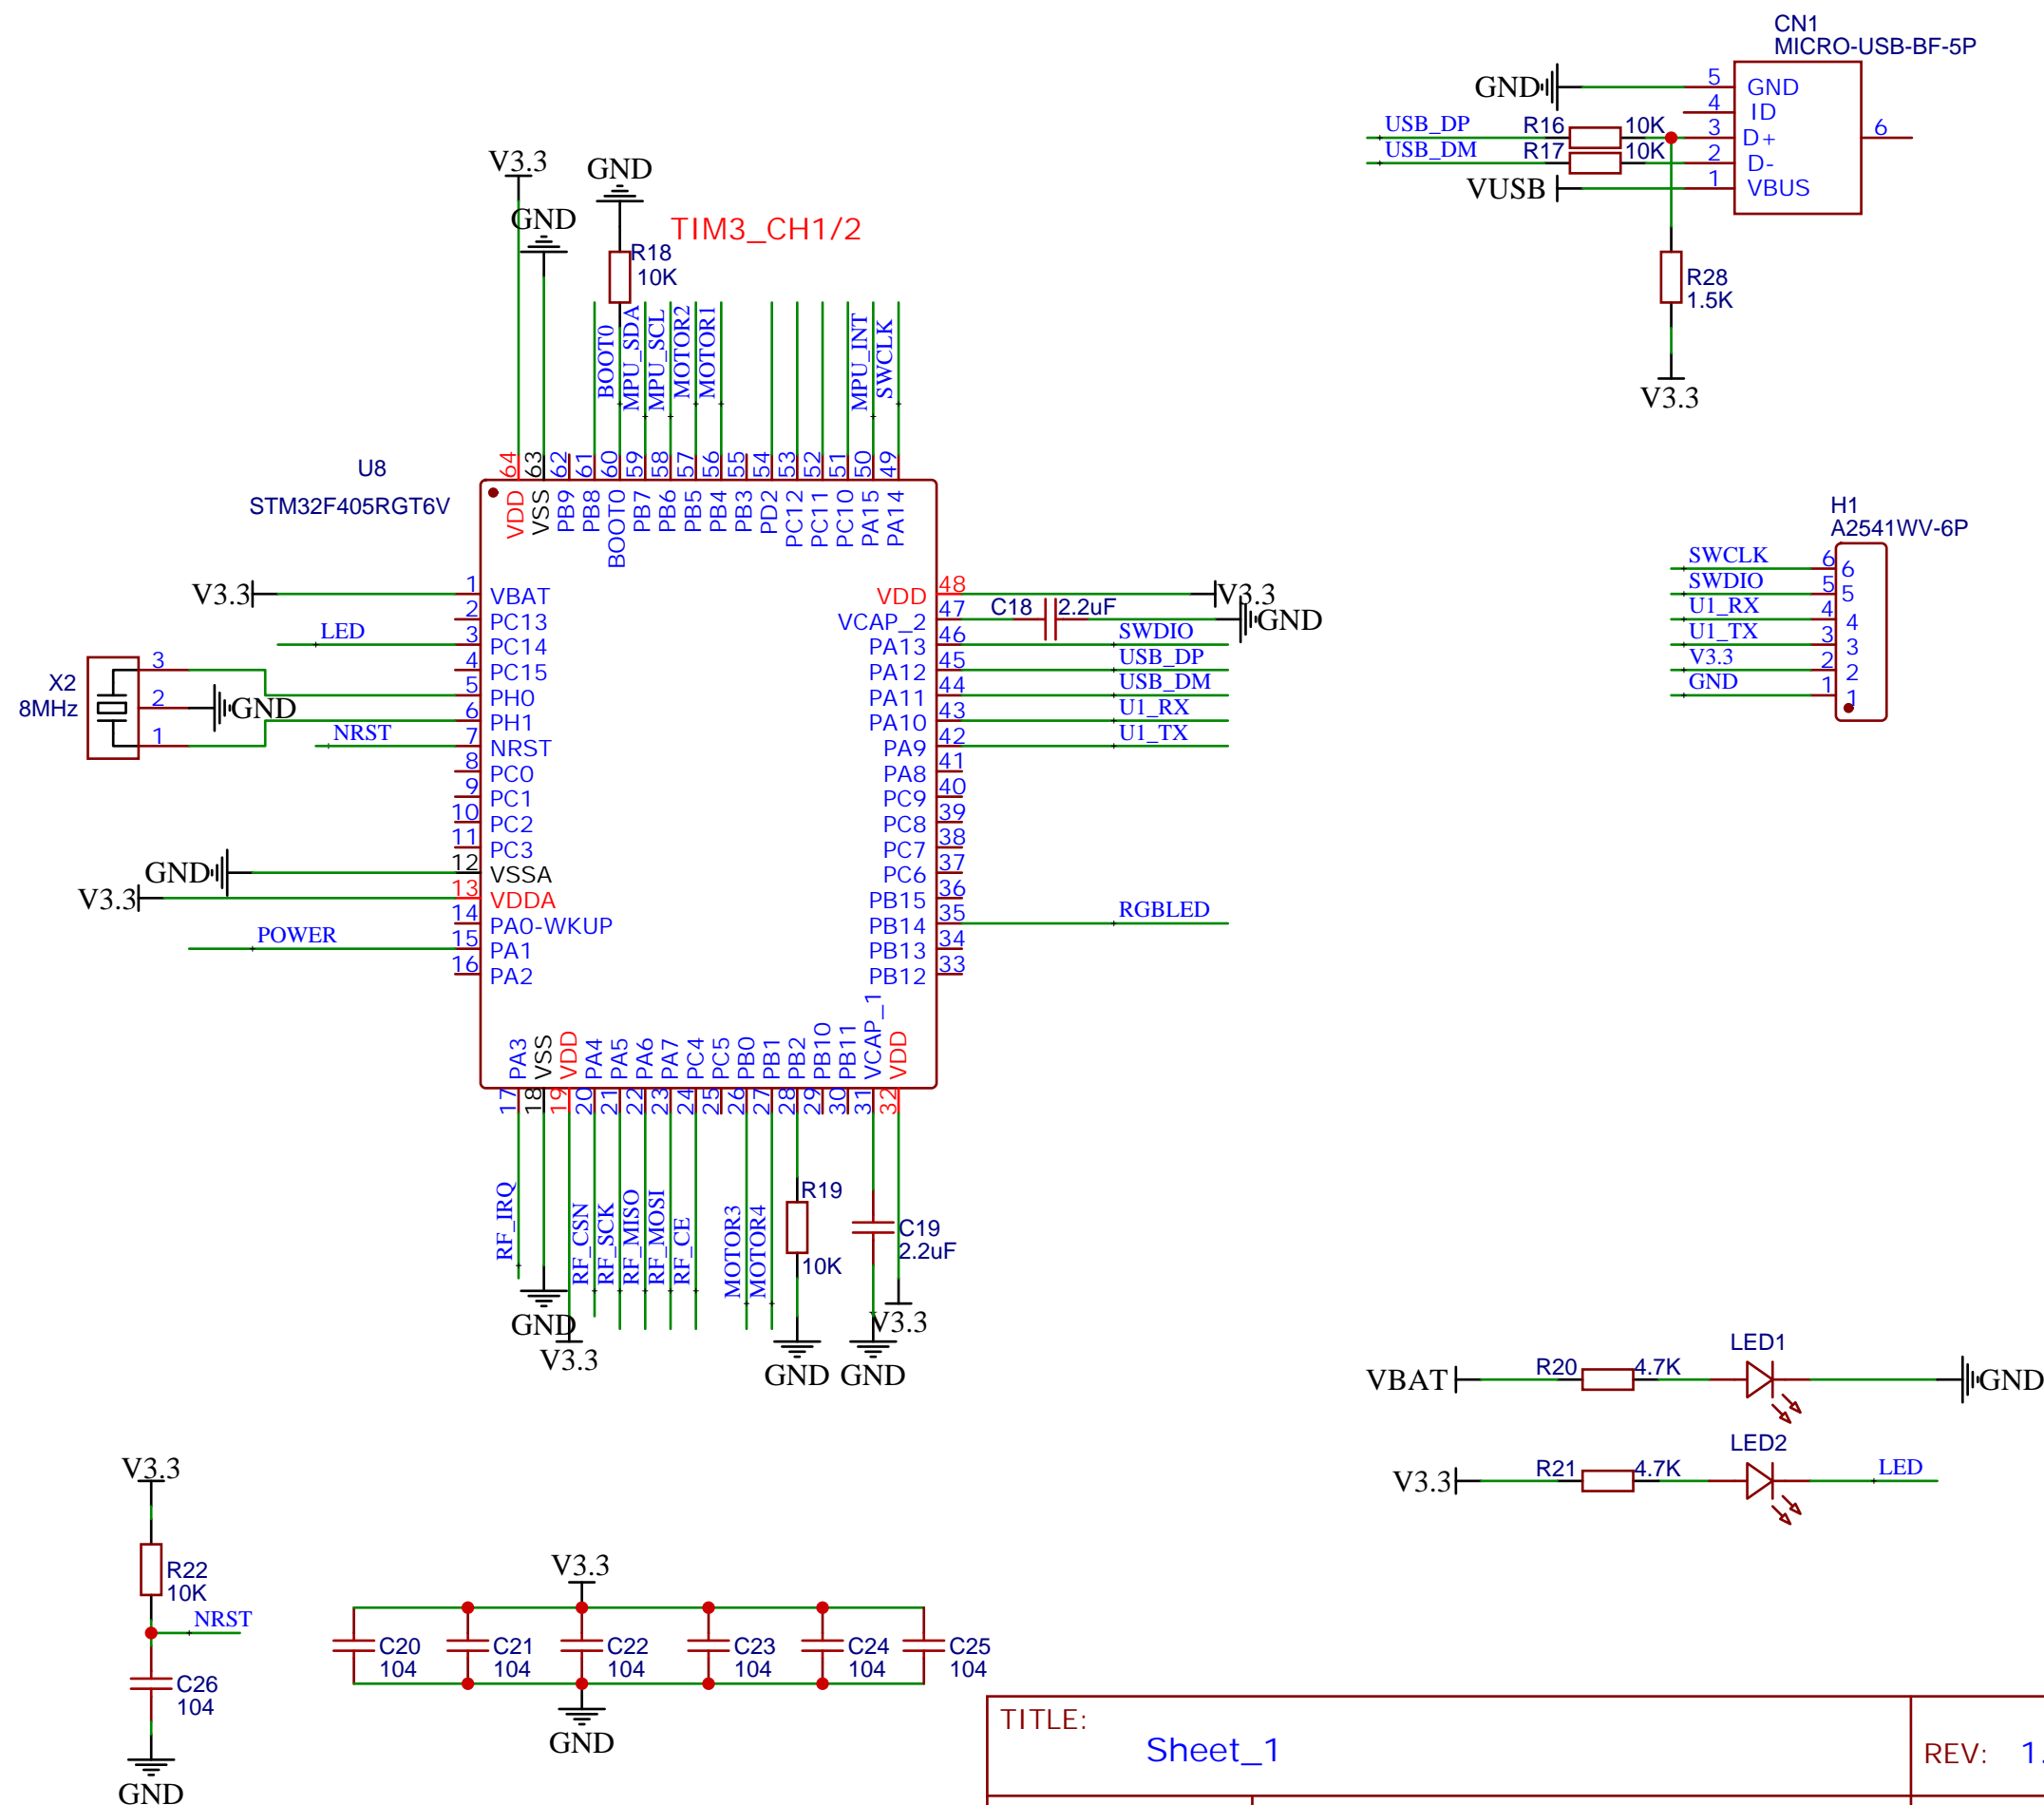 CN1
MICRO-USB-BF-5P
GND
5
GND
4
ID
USB_DP
R16
10K
3
D+
6
USB_DM
R17
10K
2
D-
VUSB
1
VBUS
R28
1.5K
V3.3
V3.3
GND
GND
TIM3_CH1/2
R18
10K
BOOT0
MPU_SDA
MPU_SCL
MOTOR2
MOTOR1
MPU_INT
SWCLK
U8
STM32F405RGT6V
64
63
62
61
60
59
58
57
56
55
54
53
52
51
50
49
VDD
VSS
PB9
PB8
BOOT0
PB7
PB6
PB5
PB4
PB3
PD2
PC12
PC11
PC10
PA15
PA14
V3.3
1
VBAT
2
PC13
LED
3
PC14
4
PC15
5
PH0
6
PH1
NRST
7
NRST
8
PC0
9
PC1
10
PC2
11
PC3
GND
12
VSSA
V3.3
13
VDDA
14
PA0-WKUP
POWER
15
PA1
16
PA2
X2
8MHz
3
2
1
GND
VDD
48
V3.3
VCAP_2
47
C18
2.2uF
GND
PA13
46
SWDIO
PA12
45
USB_DP
PA11
44
USB_DM
PA10
43
U1_RX
PA9
42
U1_TX
PA8
41
PC9
40
PC8
39
PC7
38
PC6
37
PB15
36
PB14
35
RGBLED
PB13
34
PB12
33
H1
A2541WV-6P
SWCLK
6
6
SWDIO
5
5
U1_RX
4
4
U1_TX
3
3
V3.3
2
2
GND
1
1
PA3
VSS
VDD
PA4
PA5
PA6
PA7
PC4
PC5
PB0
PB1
PB2
PB10
PB11
VCAP_1
VDD
17
18
19
20
21
22
23
24
25
26
27
28
29
30
31
32
RF_IRQ
RF_CSN
RF_SCK
RF_MISO
RF_MOSI
RF_CE
MOTOR3
MOTOR4
R19
10K
C19
2.2uF
GND
V3.3
GND
GND
V3.3
VBAT
R20
4.7K
LED1
GND
V3.3
R21
4.7K
LED2
LED
V3.3
R22
10K
NRST
C26
104
GND
V3.3
C20
104
C21
104
C22
104
C23
104
C24
104
C25
104
GND
TITLE:
Sheet_1
REV: 1.